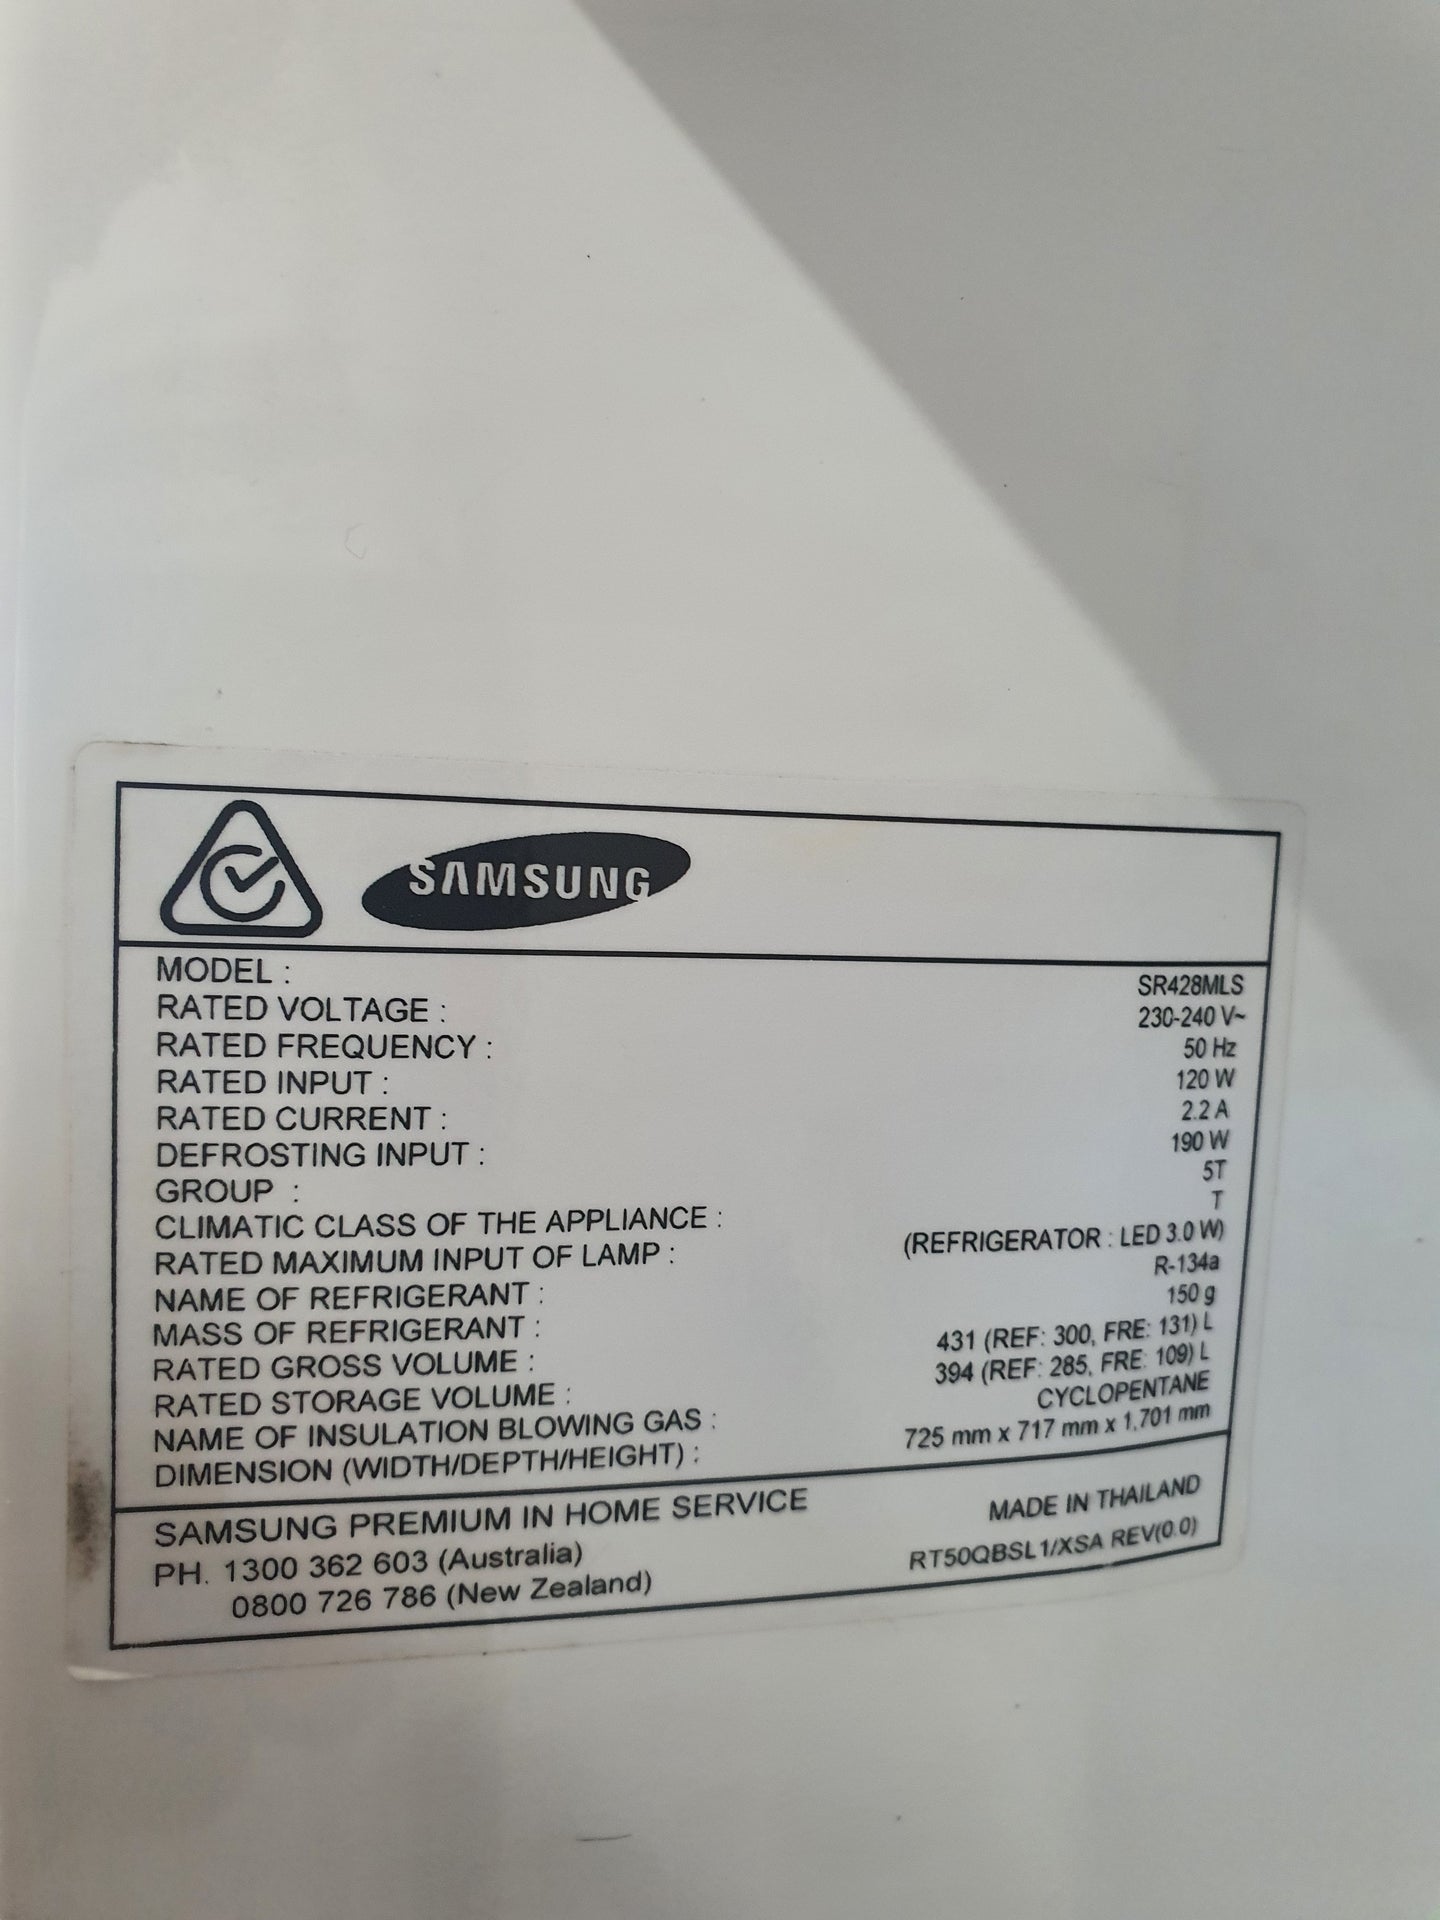 SAMSUNG
MODEL : SR428MLS
RATED VOLTAGE : 230-240 V~
RATED FREQUENCY : 50 Hz
RATED INPUT : 120 W
RATED CURRENT : 2.2 A
DEFROSTING INPUT : 190 W
GROUP : 5T
CLIMATIC CLASS OF THE APPLIANCE : T
RATED MAXIMUM INPUT OF LAMP : (REFRIGERATOR : LED 3.0 W)
NAME OF REFRIGERANT : R-134a
MASS OF REFRIGERANT : 150 g
RATED GROSS VOLUME : 431 (REF: 300, FRE: 131) L
RATED STORAGE VOLUME : 394 (REF: 285, FRE: 109) L
NAME OF INSULATION BLOWING GAS : CYCLOPENTANE
DIMENSION (WIDTH/DEPTH/HEIGHT) : 725 mm x 717 mm x 1,701 mm
SAMSUNG PREMIUM IN HOME SERVICE
PH. 1300 362 603 (Australia)
0800 726 786 (New Zealand)
MADE IN THAILAND
RT50QBSL1/XSA REV(0.0)